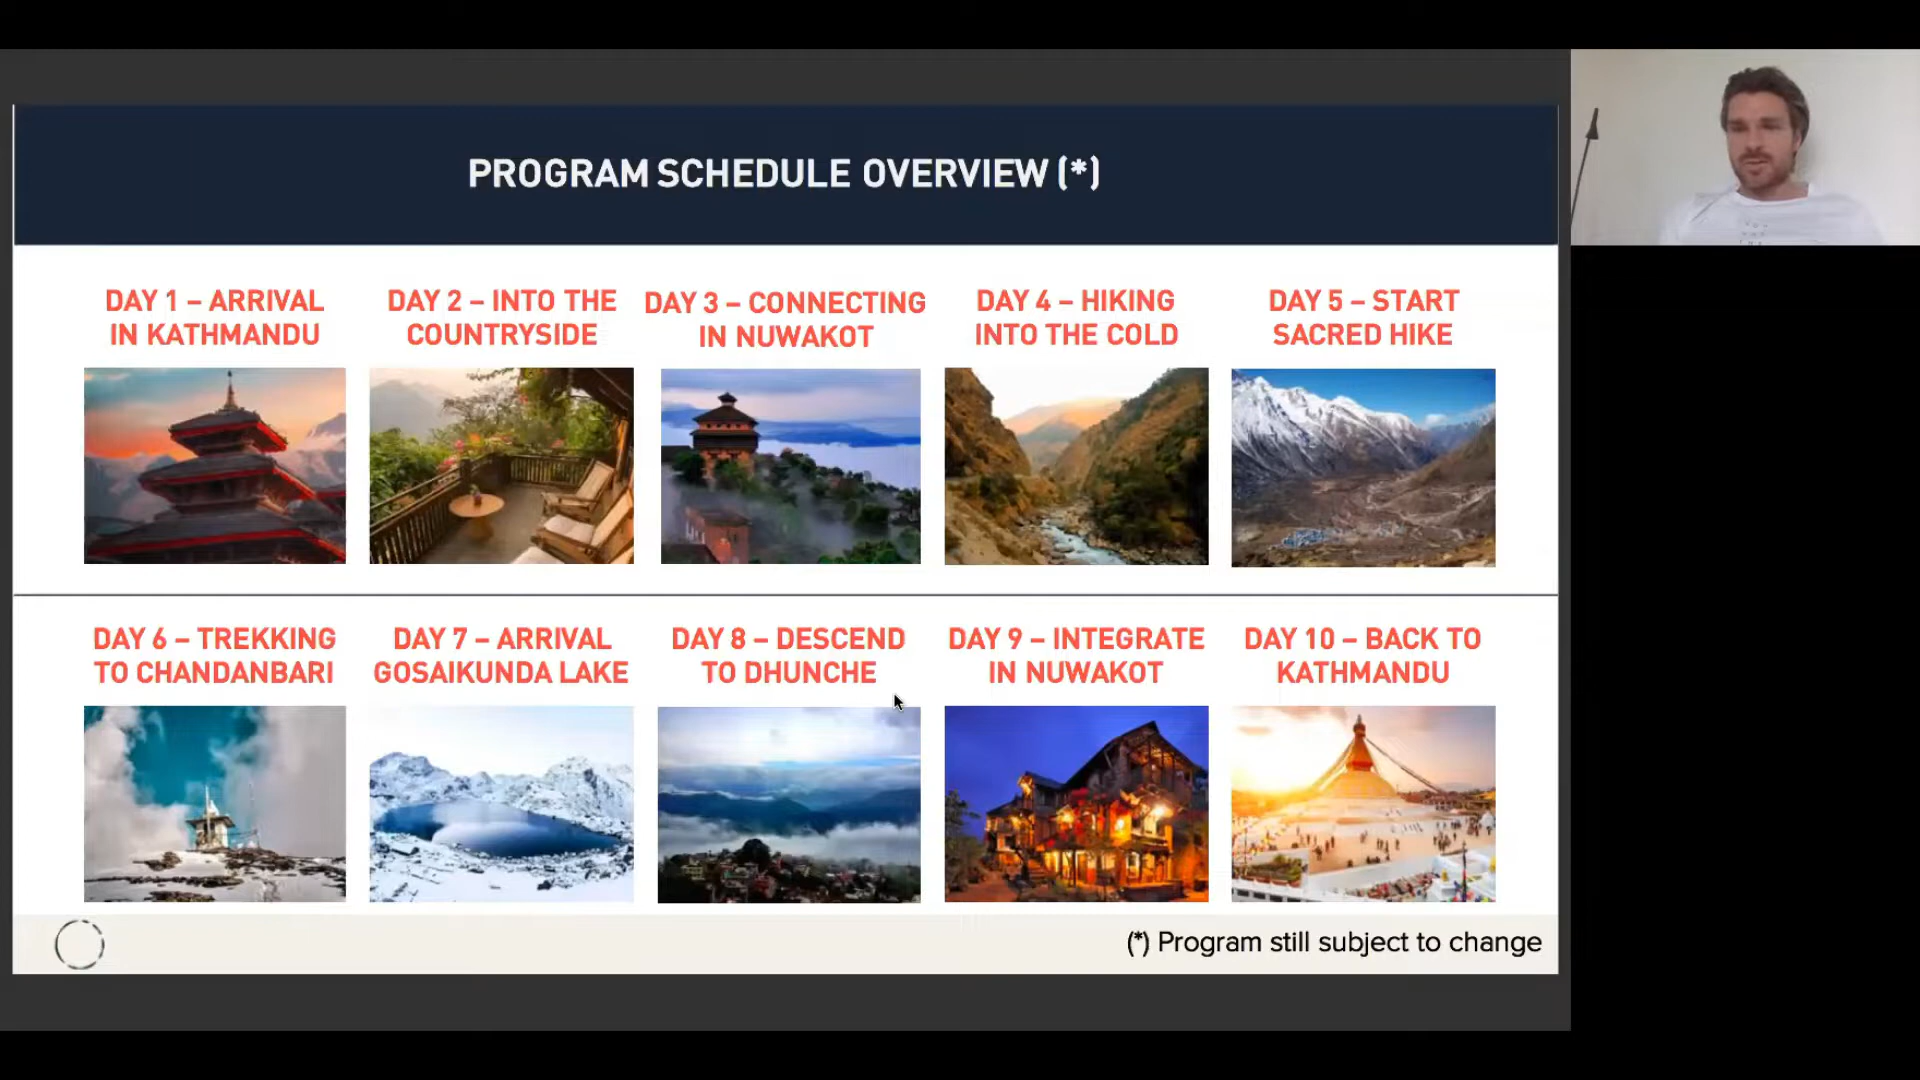 PROGRAM SCHEDULE OVERVIEW (*)
DAY 1 – ARRIVAL
IN KATHMANDU
DAY 2 – INTO THE
COUNTRYSIDE
DAY 3 – CONNECTING
IN NUWAKOT
DAY 4 – HIKING
INTO THE COLD
DAY 5 – START
SACRED HIKE
DAY 6 – TREKKING
TO CHANDANBARI
DAY 7 – ARRIVAL
GOSAIKUNDA LAKE
DAY 8 – DESCEND
TO DHUNCHE
DAY 9 – INTEGRATE
IN NUWAKOT
DAY 10 – BACK TO
KATHMANDU
(*) Program still subject to change